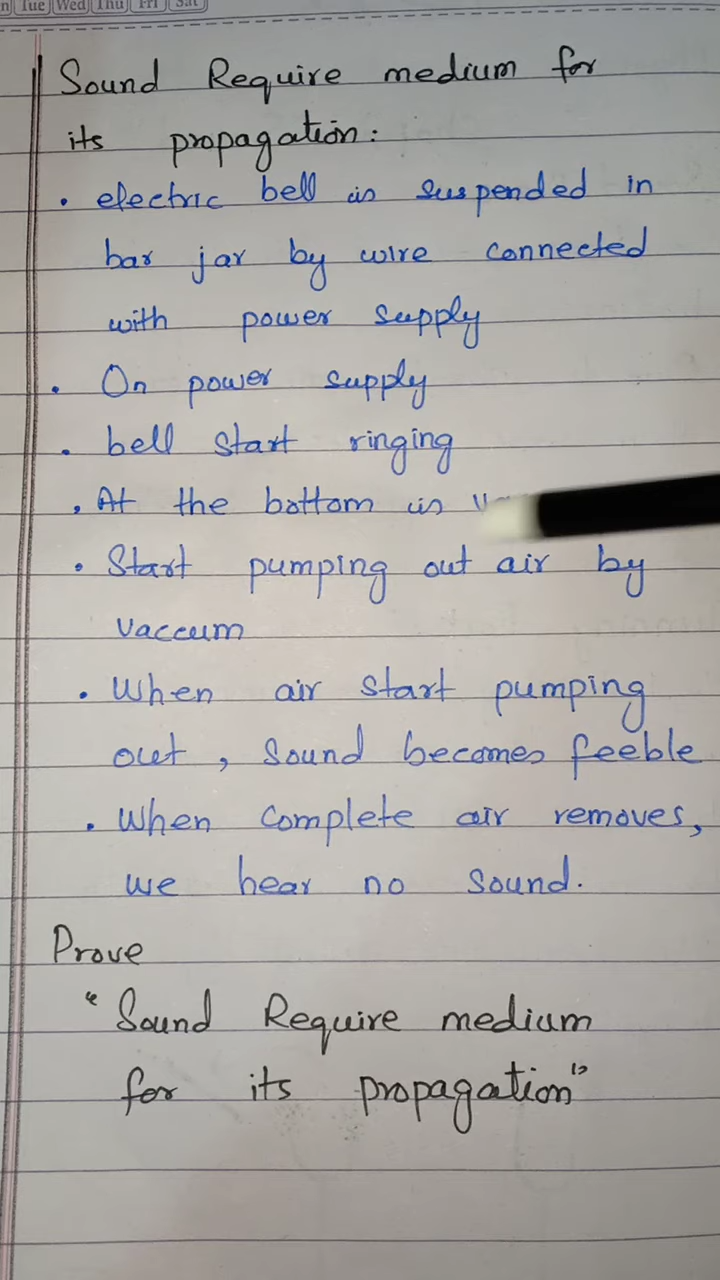 Tue Wed Thu Fri Sat
Sound Require medium for
its propagation:
• electric bell is suspended in
bar jar by wire connected
with power supply
• On power supply
• bell start ringing
• At the bottom is
• Start pumping out air by
vaccum
• When air start pumping
out, Sound becomes feeble
• When complete air removes,
we hear no sound.
Prove
"Sound Require medium
for its propagation"